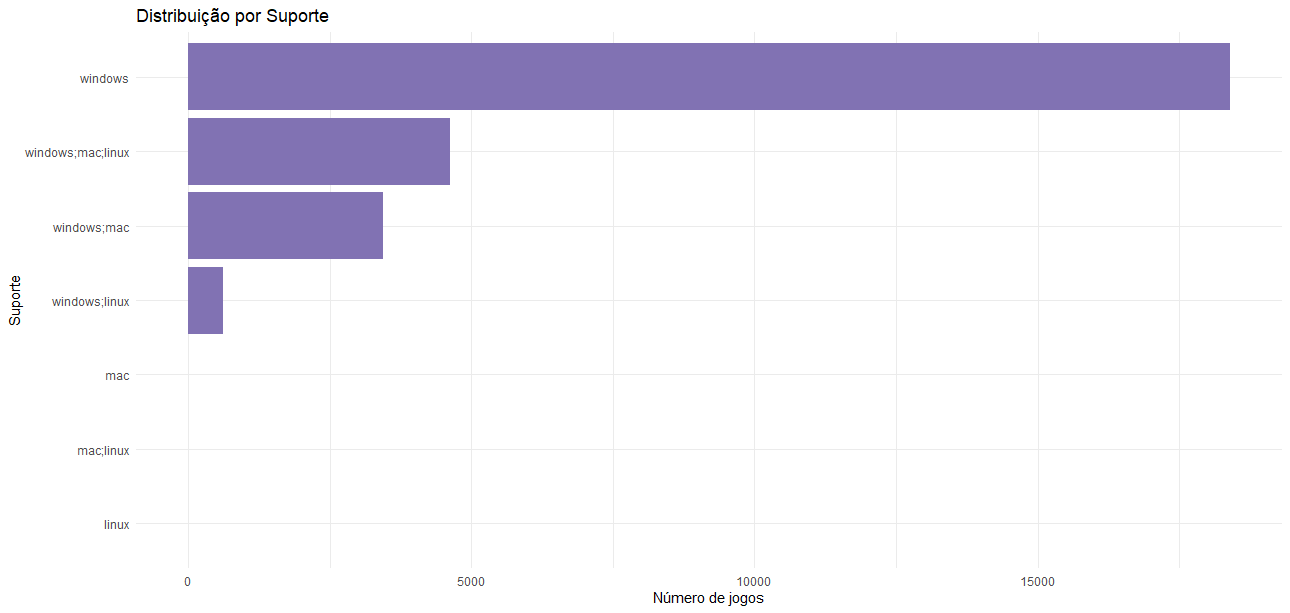 Distribuição por Suporte
Suporte
windows
windows;mac;linux
windows;mac
windows;linux
mac
mac;linux
linux
0 5000 10000 15000
Número de jogos